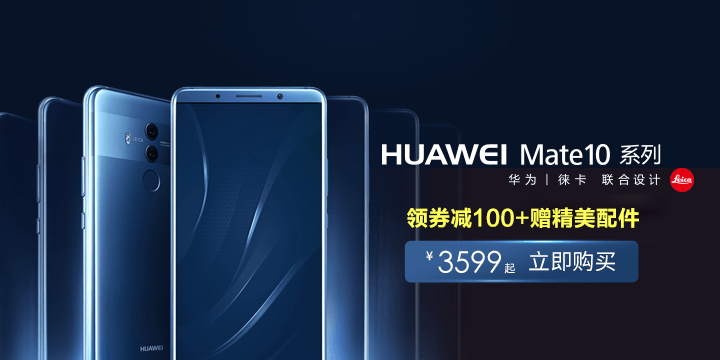 HUAWEI Mate10 系列
华为 | 徕卡 联合设计
Leica
领券减100+赠精美配件
¥3599起 立即购买
LEICA
HUAWEI